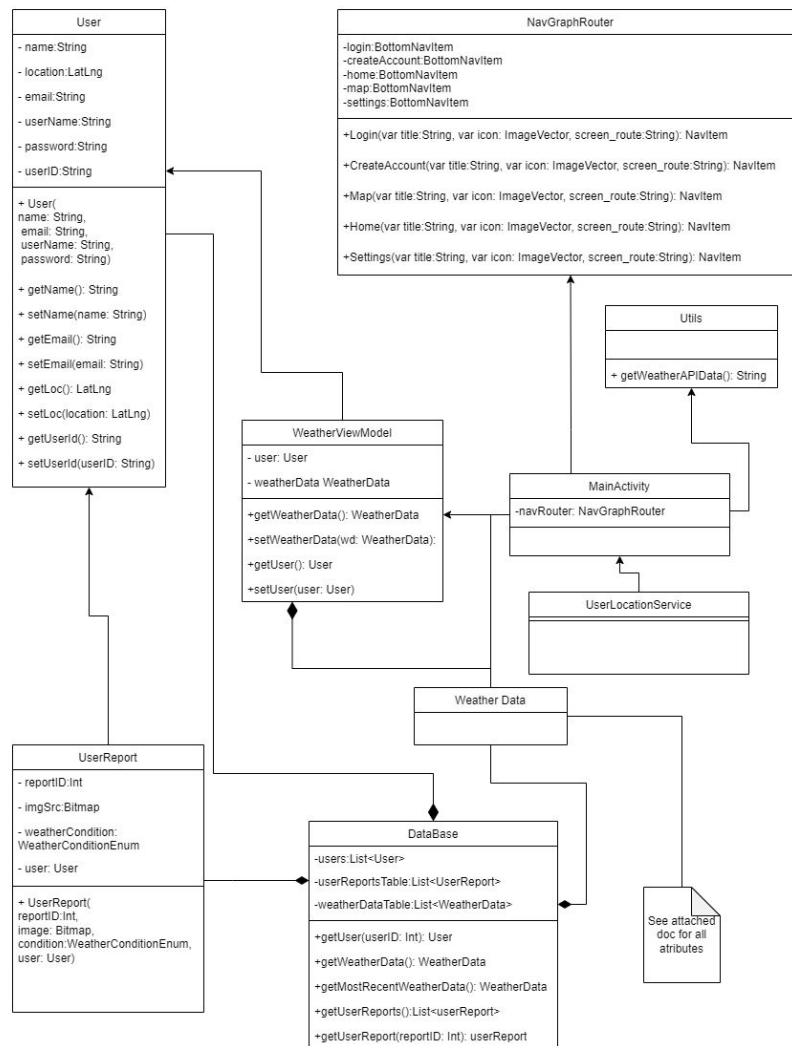 User
- name:String
- location:LatLng
- email:String
- userName:String
- password:String
- userID:String
+ User(
name: String,
email: String,
userName: String,
password: String)
+ getName(): String
+ setName(name: String)
+ getEmail(): String
+ setEmail(email: String)
+ getLoc(): LatLng
+ setLoc(location: LatLng)
+ getUserId(): String
+ setUserId(userID: String)
NavGraphRouter
-login:BottomNavItem
-createAccount:BottomNavItem
-home:BottomNavItem
-map:BottomNavItem
-settings:BottomNavItem
+Login(var title:String, var icon: ImageVector, screen_route:String): NavItem
+CreateAccount(var title:String, var icon: ImageVector, screen_route:String): NavItem
+Map(var title:String, var icon: ImageVector, screen_route:String): NavItem
+Home(var title:String, var icon: ImageVector, screen_route:String): NavItem
+Settings(var title:String, var icon: ImageVector, screen_route:String): NavItem
Utils
+ getWeatherAPIData(): String
WeatherViewModel
- user: User
- weatherData WeatherData
+getWeatherData(): WeatherData
+setWeatherData(wd: WeatherData):
+getUser(): User
+setUser(user: User)
MainActivity
-navRouter: NavGraphRouter
UserLocationService
Weather Data
UserReport
- reportID:Int
- imgSrc:Bitmap
- weatherCondition:
WeatherConditionEnum
- user: User
+ UserReport(
reportID:Int,
image: Bitmap,
condition:WeatherConditionEnum,
user: User)
DataBase
-users:List<User>
-userReportsTable:List<UserReport>
-weatherDataTable:List<WeatherData>
+getUser(userID: Int): User
+getWeatherData(): WeatherData
+getMostRecentWeatherData(): WeatherData
+getUserReports():List<userReport>
+getUserReport(reportID: Int): userReport
See attached
doc for all
atributes